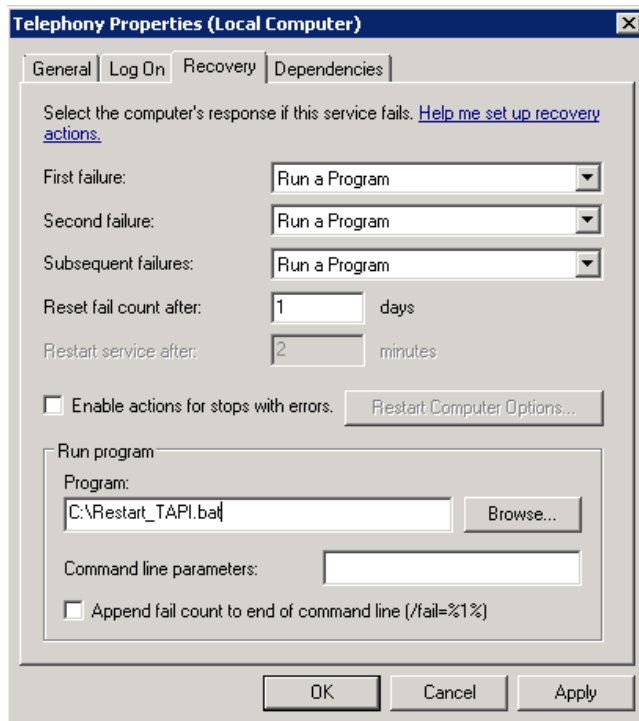 Telephony Properties (Local Computer)
General Log On Recovery Dependencies
Select the computer's response if this service fails. Help me set up recovery
actions.
First failure: Run a Program
Second failure: Run a Program
Subsequent failures: Run a Program
Reset fail count after: 1 days
Restart service after: 2 minutes
Enable actions for stops with errors. Restart Computer Options...
Run program
Program:
C:\Restart_TAPI.bat Browse...
Command line parameters:
Append fail count to end of command line (/fail=%1%)
OK Cancel Apply